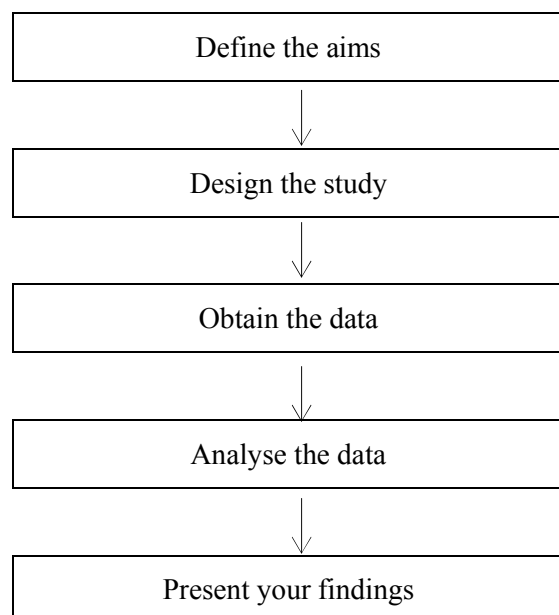 Define the aims
Design the study
Obtain the data
Analyse the data
Present your findings